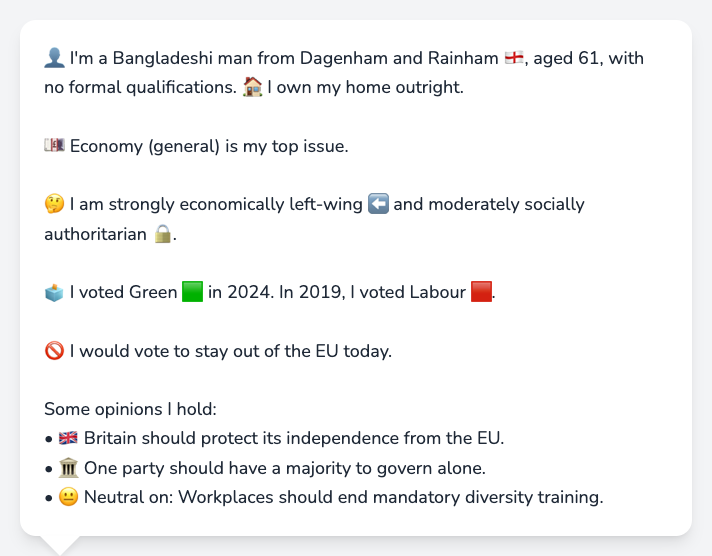 👤 I'm a Bangladeshi man from Dagenham and Rainham 🏴󠁧󠁢󠁥󠁮󠁧󠁿, aged 61, with
no formal qualifications. 🏠 I own my home outright.
💷 Economy (general) is my top issue.
🤔 I am strongly economically left-wing ⬅️ and moderately socially
authoritarian 🔒.
🗳️ I voted Green 🟩 in 2024. In 2019, I voted Labour 🟥.
🚫 I would vote to stay out of the EU today.
Some opinions I hold:
• 🇬🇧 Britain should protect its independence from the EU.
• 🏛️ One party should have a majority to govern alone.
• 😐 Neutral on: Workplaces should end mandatory diversity training.